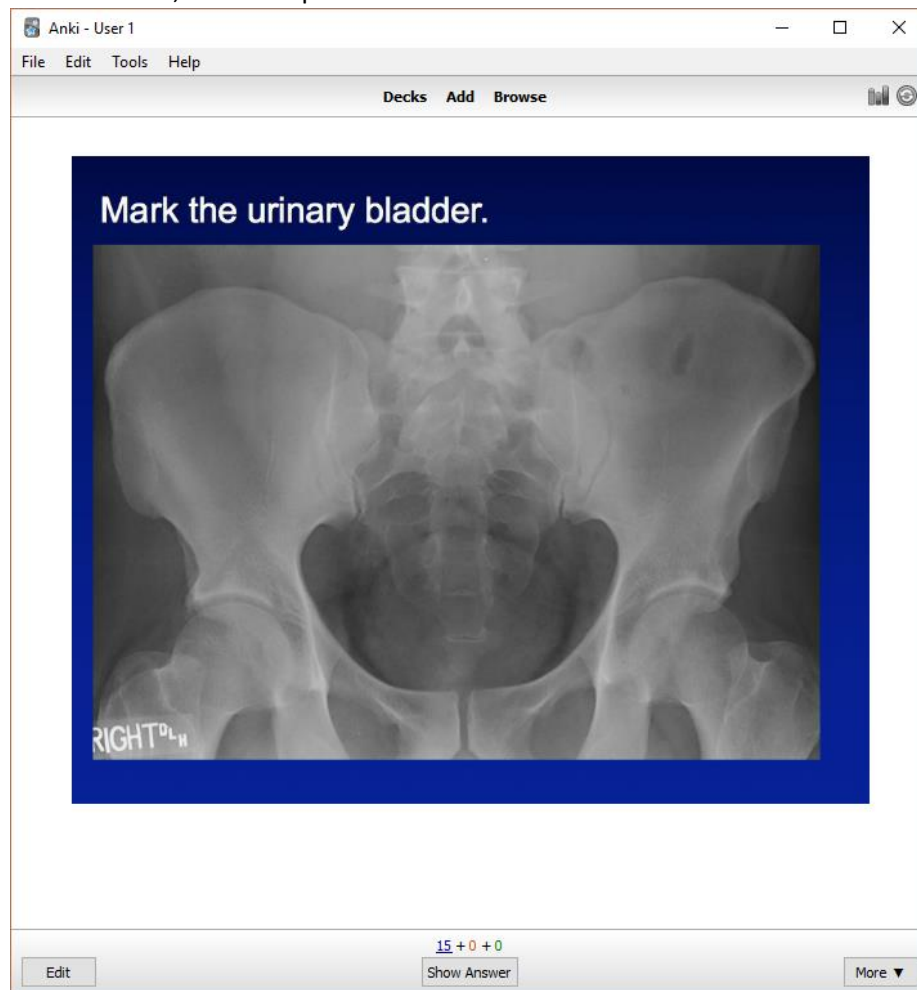 Anki - User 1
File Edit Tools Help
Decks Add Browse
Mark the urinary bladder.
RIGHT DLH
15 + 0 + 0
Edit Show Answer More ▼